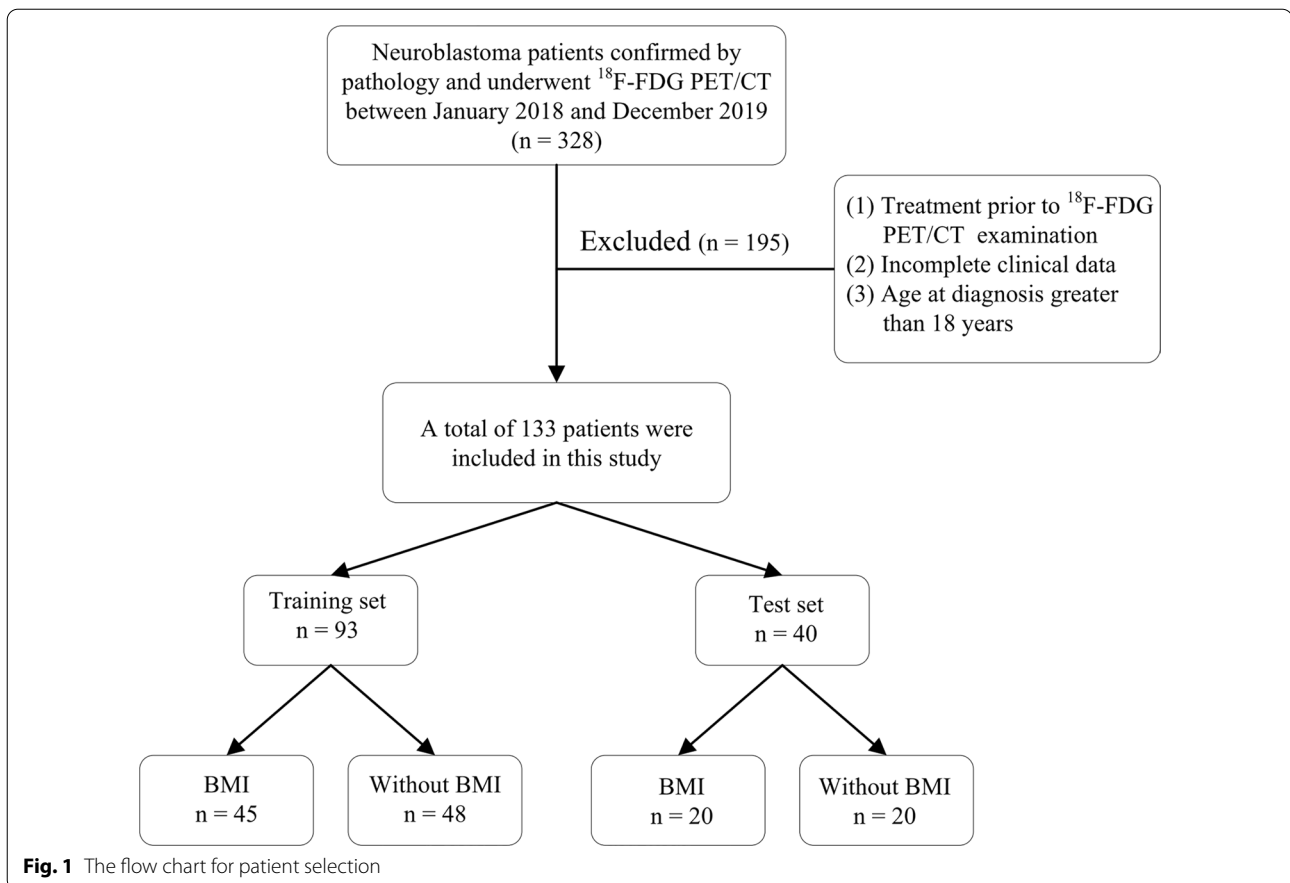 Neuroblastoma patients confirmed by
pathology and underwent ¹⁸F-FDG PET/CT
between January 2018 and December 2019
(n = 328)
Excluded (n = 195)
(1) Treatment prior to ¹⁸F-FDG
PET/CT examination
(2) Incomplete clinical data
(3) Age at diagnosis greater
than 18 years
A total of 133 patients were
included in this study
Training set
n = 93
Test set
n = 40
BMI
n = 45
Without BMI
n = 48
BMI
n = 20
Without BMI
n = 20
Fig. 1 The flow chart for patient selection